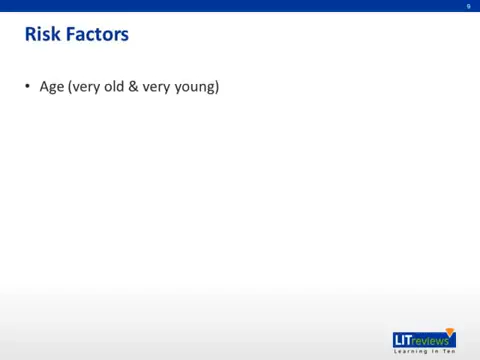 9
Risk Factors
• Age (very old & very young)
LITreviews
Learning In Ten